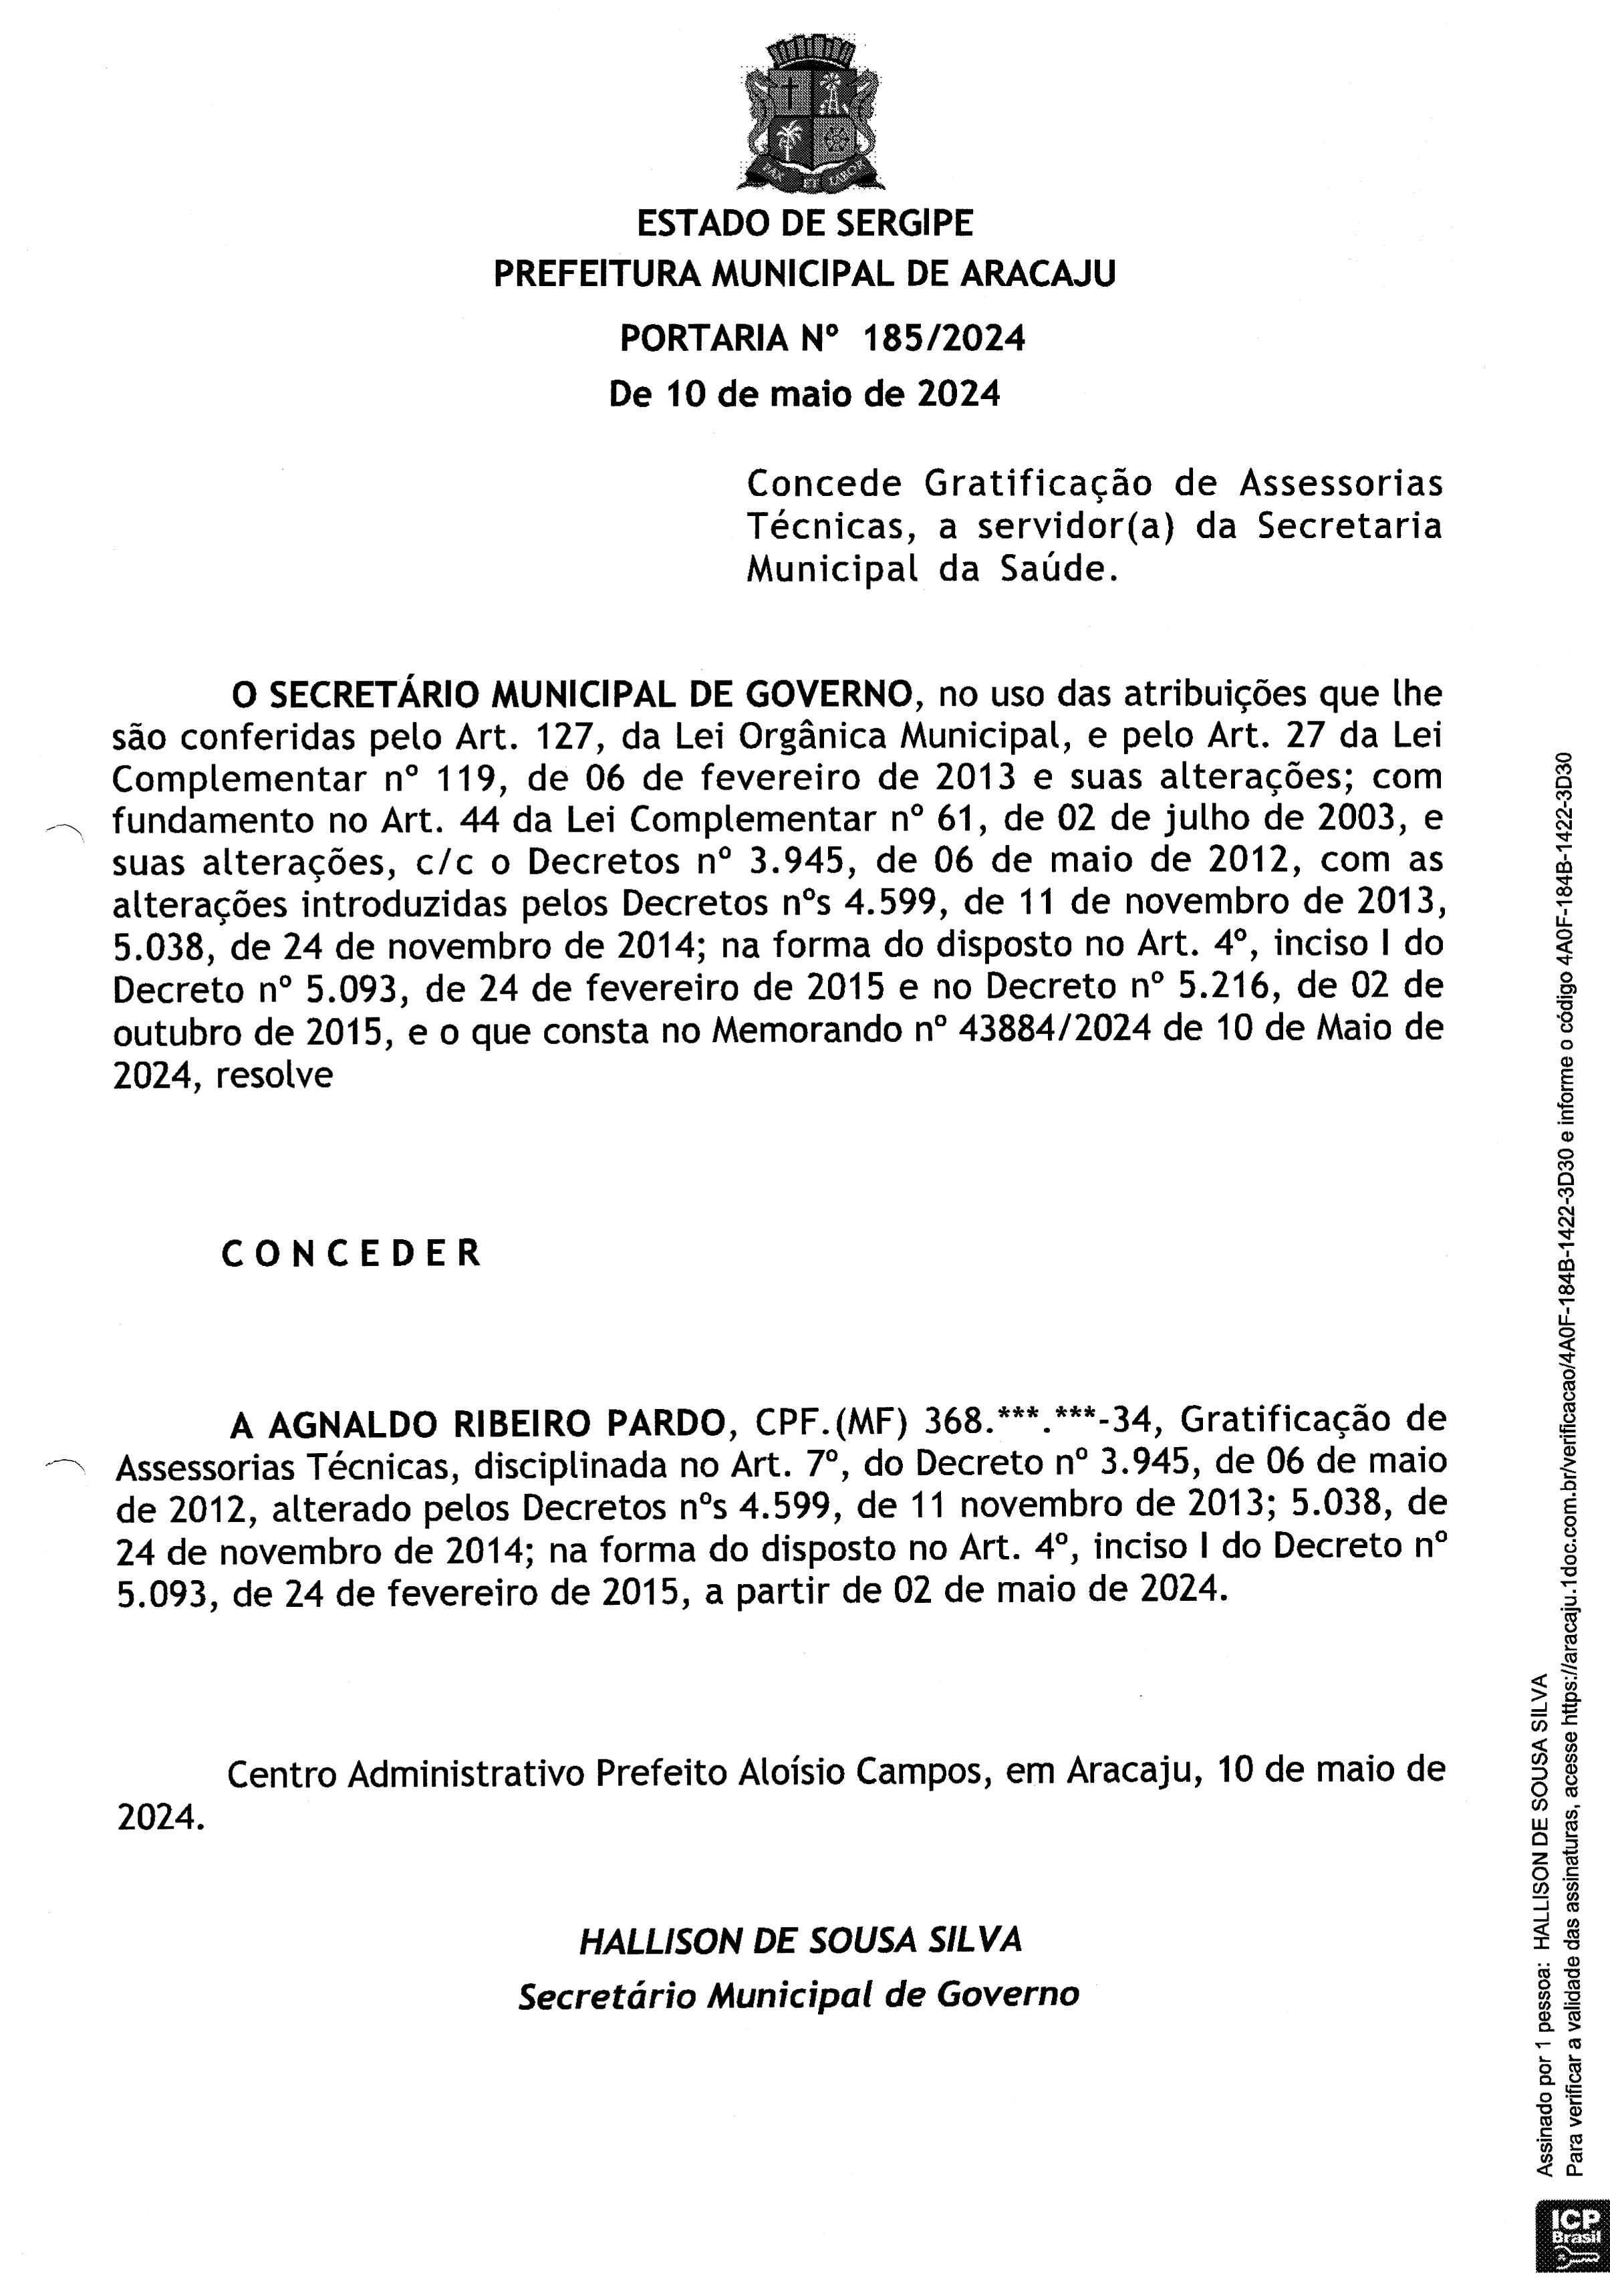 PAX ET LABOR
ESTADO DE SERGIPE
PREFEITURA MUNICIPAL DE ARACAJU
PORTARIA Nº 185/2024
De 10 de maio de 2024
Concede Gratificação de Assessorias
Técnicas, a servidor(a) da Secretaria
Municipal da Saúde.
O SECRETÁRIO MUNICIPAL DE GOVERNO, no uso das atribuições que lhe
são conferidas pelo Art. 127, da Lei Orgânica Municipal, e pelo Art. 27 da Lei
Complementar nº 119, de 06 de fevereiro de 2013 e suas alterações; com
fundamento no Art. 44 da Lei Complementar nº 61, de 02 de julho de 2003, e
suas alterações, c/c o Decretos nº 3.945, de 06 de maio de 2012, com as
alterações introduzidas pelos Decretos nºs 4.599, de 11 de novembro de 2013,
5.038, de 24 de novembro de 2014; na forma do disposto no Art. 4º, inciso I do
Decreto nº 5.093, de 24 de fevereiro de 2015 e no Decreto nº 5.216, de 02 de
outubro de 2015, e o que consta no Memorando nº 43884/2024 de 10 de Maio de
2024, resolve
C O N C E D E R
A AGNALDO RIBEIRO PARDO, CPF.(MF) 368.***.***-34, Gratificação de
Assessorias Técnicas, disciplinada no Art. 7º, do Decreto nº 3.945, de 06 de maio
de 2012, alterado pelos Decretos nºs 4.599, de 11 novembro de 2013; 5.038, de
24 de novembro de 2014; na forma do disposto no Art. 4º, inciso I do Decreto nº
5.093, de 24 de fevereiro de 2015, a partir de 02 de maio de 2024.
Centro Administrativo Prefeito Aloísio Campos, em Aracaju, 10 de maio de
2024.
HALLISON DE SOUSA SILVA
Secretário Municipal de Governo
Assinado por 1 pessoa: HALLISON DE SOUSA SILVA
Para verificar a validade das assinaturas, acesse https://aracaju.1doc.com.br/verificacao/4A0F-184B-1422-3D30 e informe o código 4A0F-184B-1422-3D30
ICP
Brasil